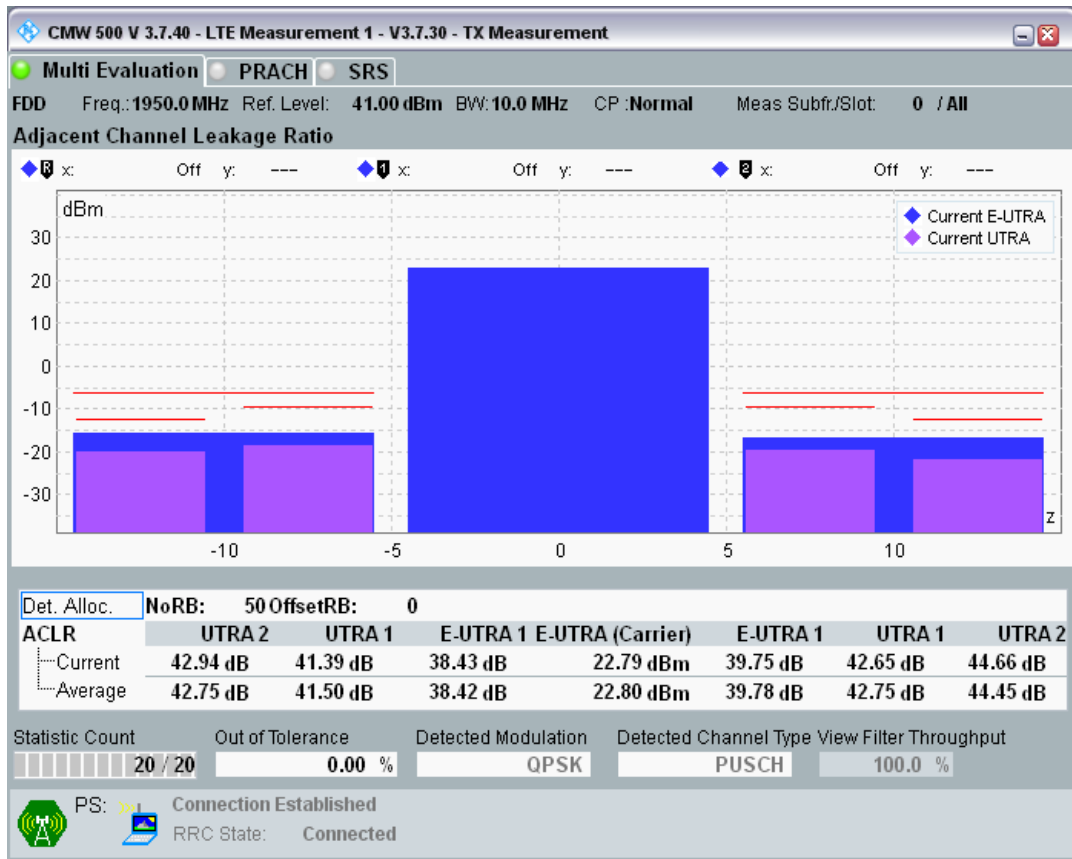 CMW 500 V 3.7.40 - LTE Measurement 1 - V3.7.30 - TX Measurement
Multi Evaluation PRACH SRS
FDD Freq.: 1950.0 MHz Ref. Level: 41.00 dBm BW: 10.0 MHz CP :Normal Meas Subfr./Slot: 0 / All
Adjacent Channel Leakage Ratio
R x: Off y: --- 1 x: Off y: --- 2 x: Off y: ---
dBm
Current E-UTRA
Current UTRA
30
20
10
0
-10
-20
-30
z
-10 -5 0 5 10
Det. Alloc. NoRB: 50 OffsetRB: 0
ACLR UTRA 2 UTRA 1 E-UTRA 1 E-UTRA (Carrier) E-UTRA 1 UTRA 1 UTRA 2
Current 42.94 dB 41.39 dB 38.43 dB 22.79 dBm 39.75 dB 42.65 dB 44.66 dB
Average 42.75 dB 41.50 dB 38.42 dB 22.80 dBm 39.78 dB 42.75 dB 44.45 dB
Statistic Count Out of Tolerance Detected Modulation Detected Channel Type View Filter Throughput
20 / 20 0.00 % QPSK PUSCH 100.0 %
PS: Connection Established
RRC State: Connected